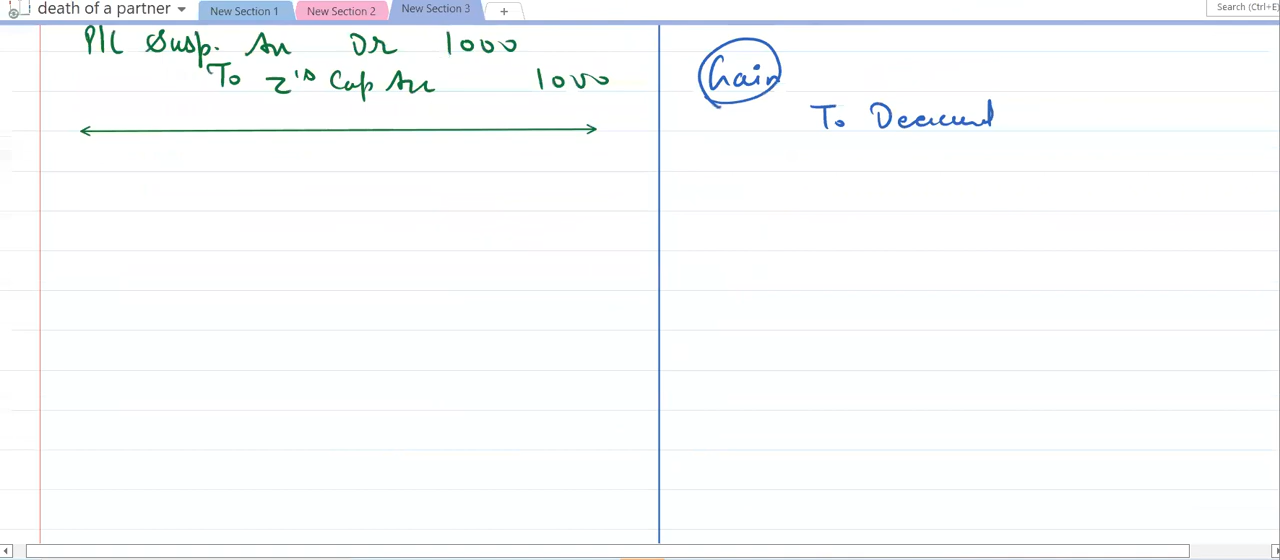 death of a partner
New Section 1
New Section 2
New Section 3
+
Search (Ctrl+E)
P/L Susp. A/c Dr 1000
To Z's Cap A/c 1000
Gain
To Deceased